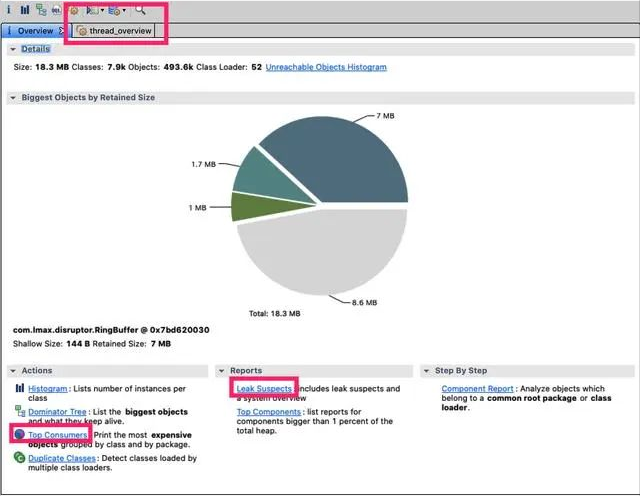 Overview
thread_overview
Details
Size: 18.3 MB Classes: 7.9k Objects: 493.6k Class Loader: 52 Unreachable Objects Histogram
Biggest Objects by Retained Size
7 MB
1.7 MB
1 MB
8.6 MB
Total: 18.3 MB
com.lmax.disruptor.RingBuffer @ 0x7bd620030
Shallow Size: 144 B Retained Size: 7 MB
Actions
Histogram: Lists number of instances per
class
Dominator Tree: List the biggest objects
and what they keep alive.
Top Consumers: Print the most expensive
objects grouped by class and by package.
Duplicate Classes: Detect classes loaded by
multiple class loaders.
Reports
Leak Suspects: includes leak suspects and
a system overview
Top Components: list reports for
components bigger than 1 percent of the
total heap.
Step By Step
Component Report: Analyze objects which
belong to a common root package or class
loader.